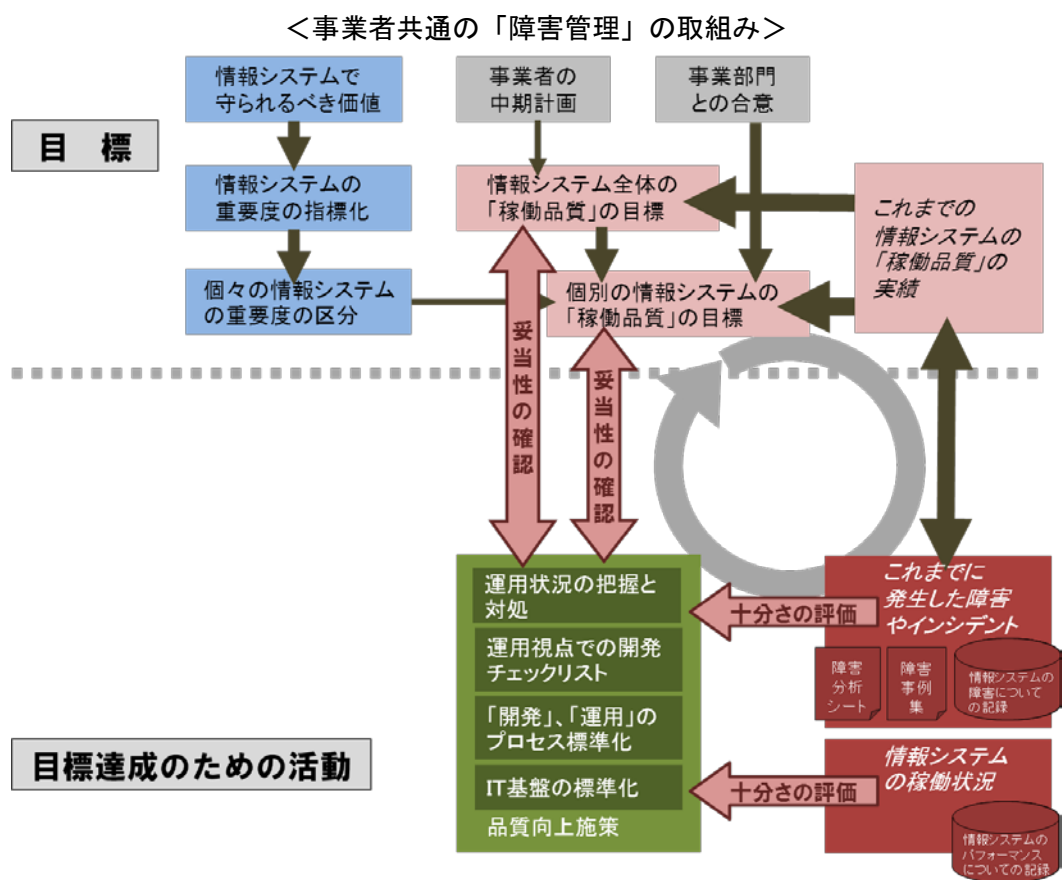 ＜事業者共通の「障害管理」の取組み＞
情報システムで
守られるべき価値
事業者の
中期計画
事業部門
との合意
目　標
情報システムの
重要度の指標化
情報システム全体の
「稼働品質」の目標
これまでの
情報システムの
「稼働品質」の
実績
個々の情報システム
の重要度の区分
個別の情報システムの
「稼働品質」の目標
妥当性の確認
妥当性の確認
運用状況の把握と
対処
十分さの評価
これまでに
発生した障害
やインシデント
運用視点での開発
チェックリスト
障害
分析
シート
障害
事例
集
情報システムの
障害について
の記録
「開発」、「運用」の
プロセス標準化
目標達成のための活動
IT基盤の標準化
品質向上施策
十分さの評価
情報システム
の稼働状況
情報システムの
パフォーマンス
についての記録